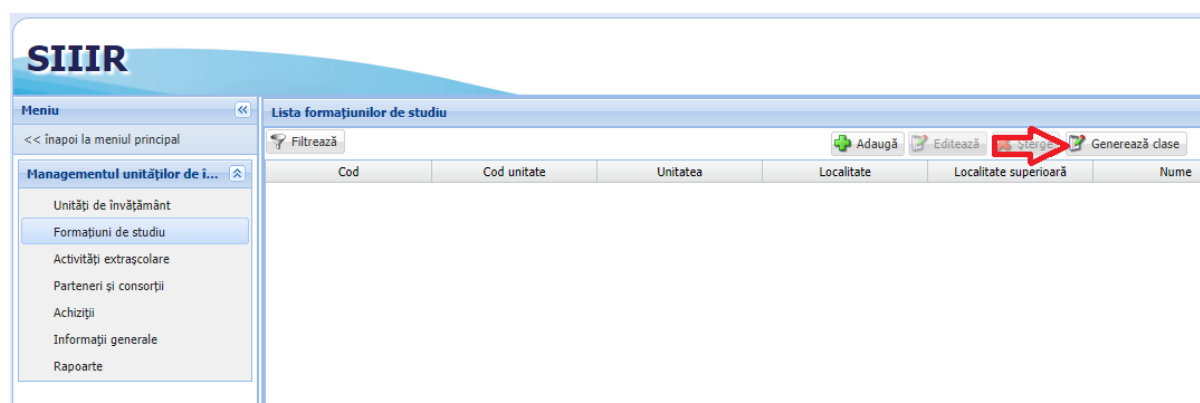 SIIIR
Meniu
<< înapoi la meniul principal
Managementul unităților de î...
Unități de învățământ
Formațiuni de studiu
Activități extrașcolare
Parteneri și consorții
Achiziții
Informații generale
Rapoarte
Lista formațiunilor de studiu
Filtrează Adaugă Editează Șterge Generează clase
Cod Cod unitate Unitatea Localitate Localitate superioară Nume